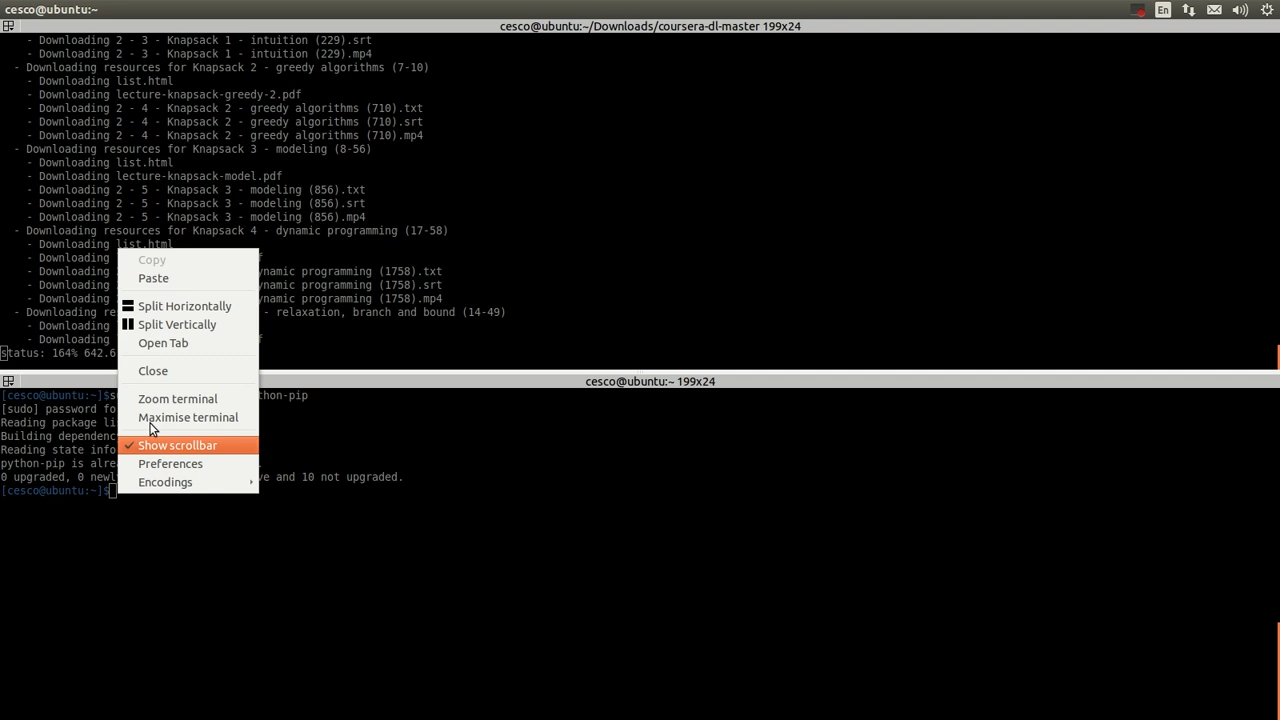 cesco@ubuntu: ~
En
cesco@ubuntu:~/Downloads/coursera-dl-master 199x24
- Downloading 2 - 3 - Knapsack 1 - intuition (229).srt
- Downloading 2 - 3 - Knapsack 1 - intuition (229).mp4
- Downloading resources for Knapsack 2 - greedy algorithms (7-10)
- Downloading list.html
- Downloading lecture-knapsack-greedy-2.pdf
- Downloading 2 - 4 - Knapsack 2 - greedy algorithms (710).txt
- Downloading 2 - 4 - Knapsack 2 - greedy algorithms (710).srt
- Downloading 2 - 4 - Knapsack 2 - greedy algorithms (710).mp4
- Downloading resources for Knapsack 3 - modeling (8-56)
- Downloading list.html
- Downloading lecture-knapsack-model.pdf
- Downloading 2 - 5 - Knapsack 3 - modeling (856).txt
- Downloading 2 - 5 - Knapsack 3 - modeling (856).srt
- Downloading 2 - 5 - Knapsack 3 - modeling (856).mp4
- Downloading resources for Knapsack 4 - dynamic programming (17-58)
- Downloading list.html
- Downloading f
- Downloading ynamic programming (1758).txt
- Downloading ynamic programming (1758).srt
- Downloading ynamic programming (1758).mp4
- Downloading re - relaxation, branch and bound (14-49)
- Downloading
- Downloading f
status: 164% 642.6
Copy
Paste
Split Horizontally
Split Vertically
Open Tab
Close
Zoom terminal
Maximise terminal
Show scrollbar
Preferences
Encodings
cesco@ubuntu: ~ 199x24
[cesco@ubuntu:~]$s thon-pip
[sudo] password fo
Reading package li
Building dependenc
Reading state info
python-pip is alre
0 upgraded, 0 newl ve and 10 not upgraded.
[cesco@ubuntu:~]$